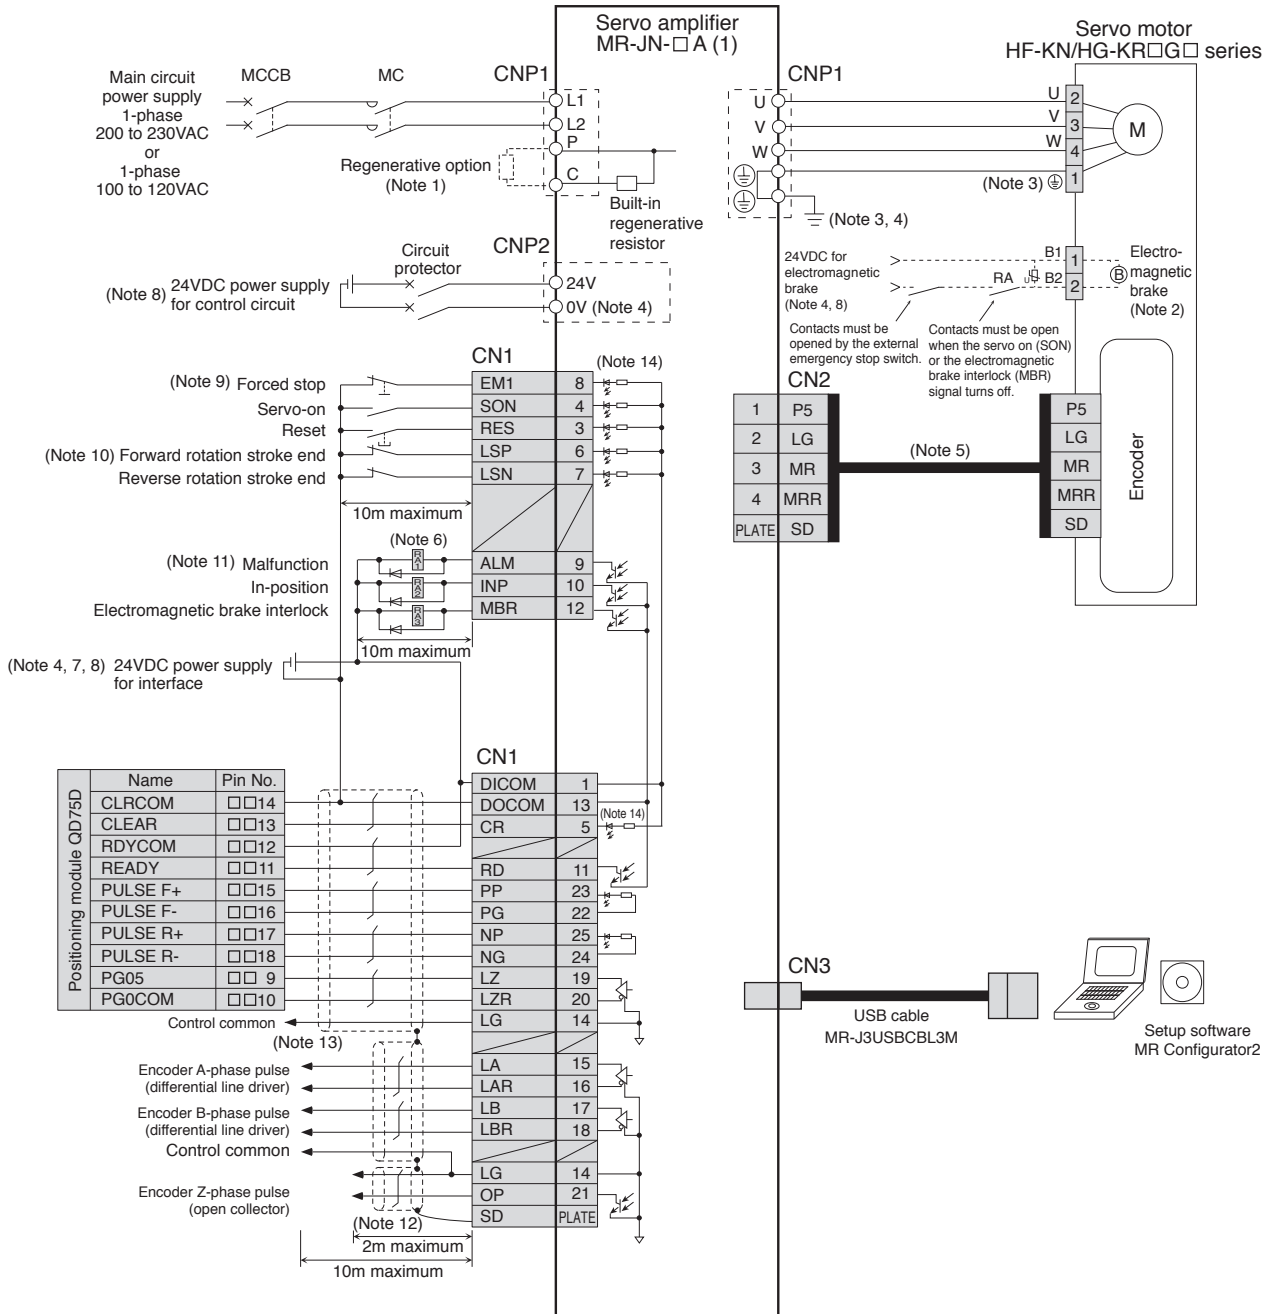 Servo amplifier
MR-JN-□A (1)
Servo motor
HF-KN/HG-KR□G□ series
Main circuit
power supply
1-phase
200 to 230VAC
or
1-phase
100 to 120VAC
MCCB
MC
CNP1
L1
L2
P
C
Regenerative option
(Note 1)
Built-in
regenerative
resistor
CNP1
U
V
W
U
V
W
2
3
4
1
M
(Note 3)
(Note 3, 4)
CNP2
Circuit
protector
(Note 8)
24VDC power supply
for control circuit
24V
0V (Note 4)
24VDC for
electromagnetic
brake
(Note 4, 8)
RA
U
B1
B2
1
2
B
Electro-
magnetic
brake
(Note 2)
Contacts must be
opened by the external
emergency stop switch.
Contacts must be open
when the servo on (SON)
or the electromagnetic
brake interlock (MBR)
signal turns off.
CN1
(Note 14)
(Note 9) Forced stop
EM1 8
Servo-on
SON 4
Reset
RES 3
(Note 10) Forward rotation stroke end
LSP 6
Reverse rotation stroke end
LSN 7
10m maximum
(Note 6)
(Note 11) Malfunction
RA1
ALM 9
In-position
RA2
INP 10
Electromagnetic brake interlock
RA3
MBR 12
10m maximum
(Note 4, 7, 8) 24VDC power supply
for interface
CN2
1 P5
2 LG
3 MR
4 MRR
PLATE SD
(Note 5)
P5
LG
MR
MRR
SD
Encoder
CN1
Positioning module QD75D
Name Pin No.
CLRCOM □□14
CLEAR □□13
RDYCOM □□12
READY □□11
PULSE F+ □□15
PULSE F- □□16
PULSE R+ □□17
PULSE R- □□18
PG05 □□ 9
PG0COM □□10
DICOM 1
DOCOM 13
CR 5
(Note 14)
RD 11
PP 23
PG 22
NP 25
NG 24
LZ 19
LZR 20
Control common
LG 14
(Note 13)
Encoder A-phase pulse
(differential line driver)
LA 15
LAR 16
Encoder B-phase pulse
(differential line driver)
LB 17
LBR 18
Control common
LG 14
Encoder Z-phase pulse
(open collector)
OP 21
SD PLATE
(Note 12)
2m maximum
10m maximum
CN3
USB cable
MR-J3USBCBL3M
Setup software
MR Configurator2